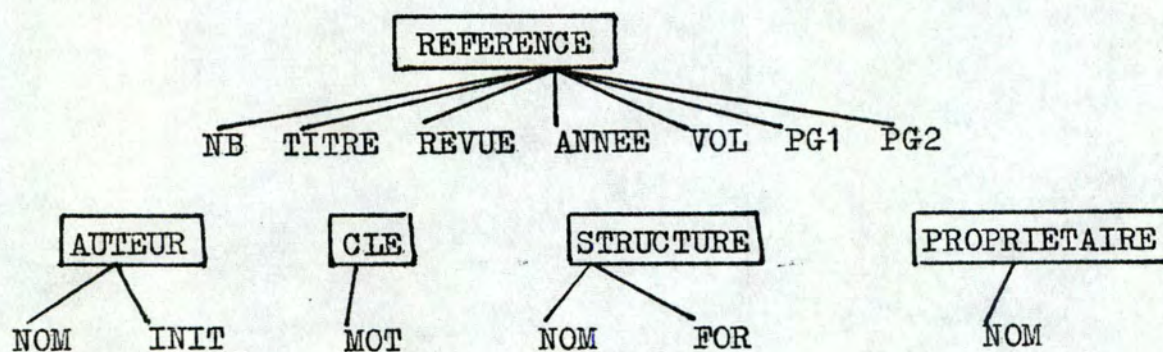 REFERENCE
NB TITRE REVUE ANNEE VOL PG1 PG2
AUTEUR CLE STRUCTURE PROPRIETAIRE
NOM INIT MOT NOM FOR NOM